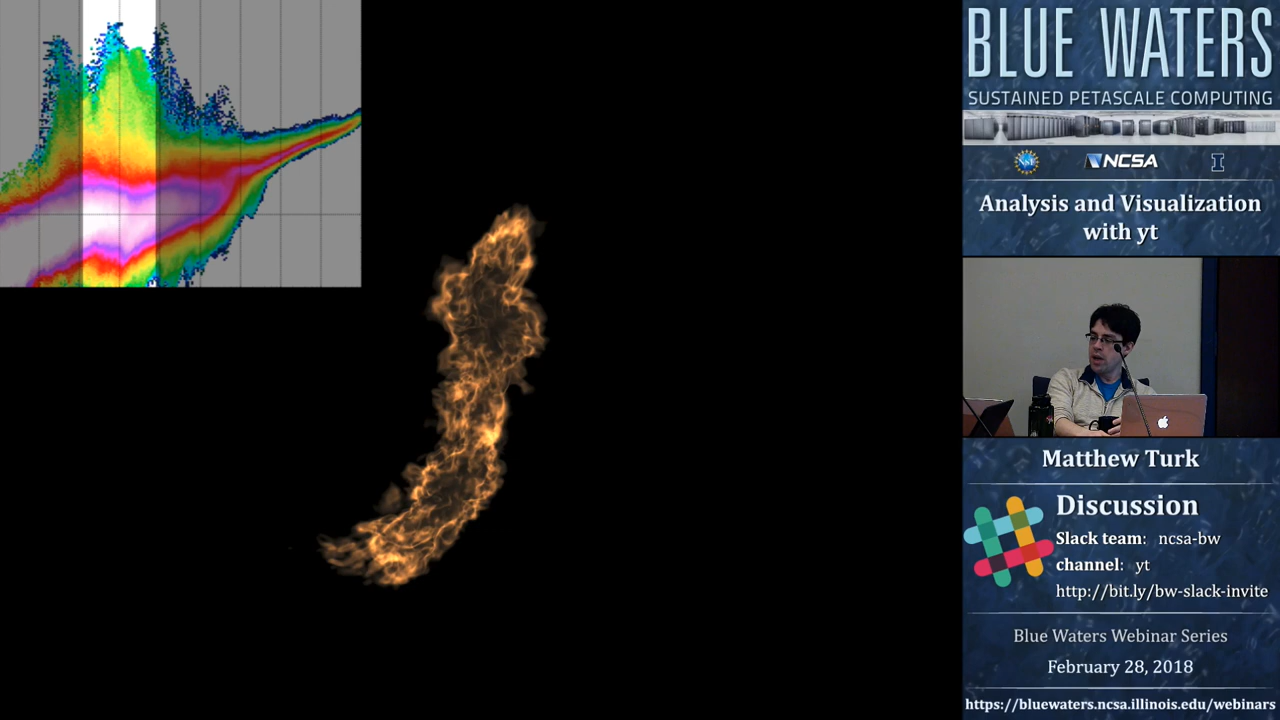 BLUE WATERS
SUSTAINED PETASCALE COMPUTING
NSF
NCSA
I
Analysis and Visualization
with yt
Matthew Turk
Discussion
Slack team: ncsa-bw
channel: yt
http://bit.ly/bw-slack-invite
Blue Waters Webinar Series
February 28, 2018
https://bluewaters.ncsa.illinois.edu/webinars